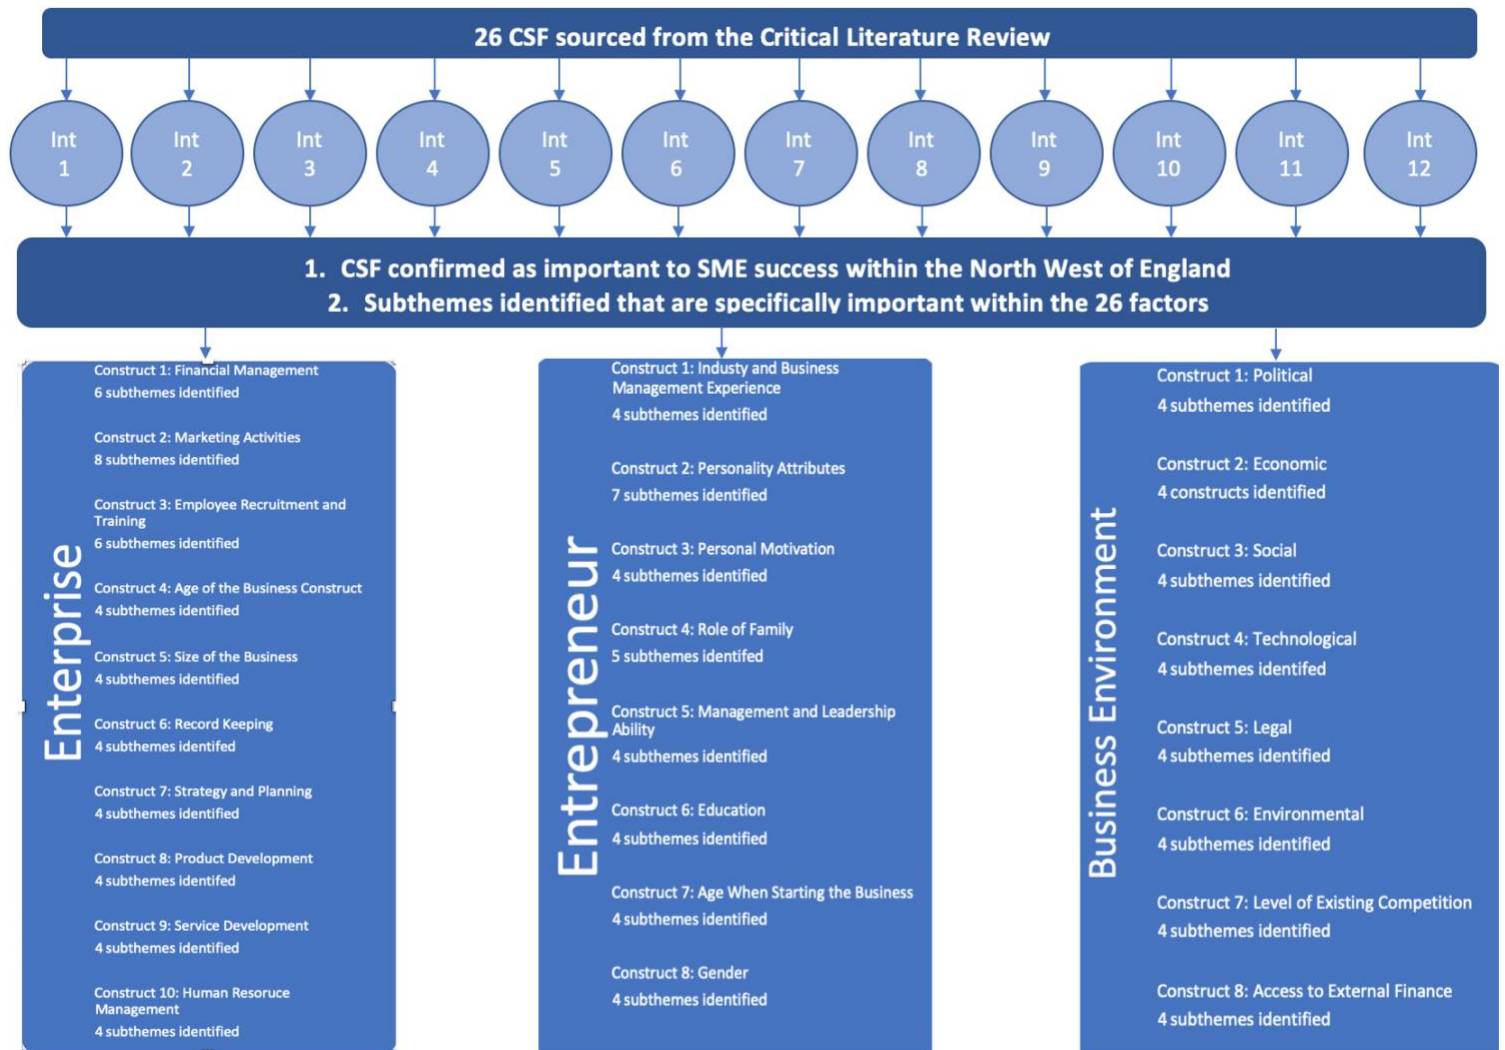 26 CSF sourced from the Critical Literature Review
Int
1
Int
2
Int
3
Int
4
Int
5
Int
6
Int
7
Int
8
Int
9
Int
10
Int
11
Int
12
1. CSF confirmed as important to SME success within the North West of England
2. Subthemes identified that are specifically important within the 26 factors
Enterprise
Construct 1: Financial Management
6 subthemes identified
Construct 2: Marketing Activities
8 subthemes identified
Construct 3: Employee Recruitment and
Training
6 subthemes identified
Construct 4: Age of the Business Construct
4 subthemes identified
Construct 5: Size of the Business
4 subthemes identified
Construct 6: Record Keeping
4 subthemes identifed
Construct 7: Strategy and Planning
4 subthemes identified
Construct 8: Product Development
4 subthemes identifed
Construct 9: Service Development
4 subthemes identified
Construct 10: Human Resoruce
Management
4 subthemes identified
Entrepreneur
Construct 1: Industy and Business
Management Experience
4 subthemes identified
Construct 2: Personality Attributes
7 subthemes identified
Construct 3: Personal Motivation
4 subthemes identified
Construct 4: Role of Family
5 subthemes identifed
Construct 5: Management and Leadership
Ability
4 subthemes identified
Construct 6: Education
4 subthemes identified
Construct 7: Age When Starting the Business
4 subthemes identified
Construct 8: Gender
4 subthemes identified
Business Environment
Construct 1: Political
4 subthemes identified
Construct 2: Economic
4 constructs identified
Construct 3: Social
4 subthemes identified
Construct 4: Technological
4 subthemes identifed
Construct 5: Legal
4 subthemes identified
Construct 6: Environmental
4 subthemes identified
Construct 7: Level of Existing Competition
4 subthemes identified
Construct 8: Access to External Finance
4 subthemes identified